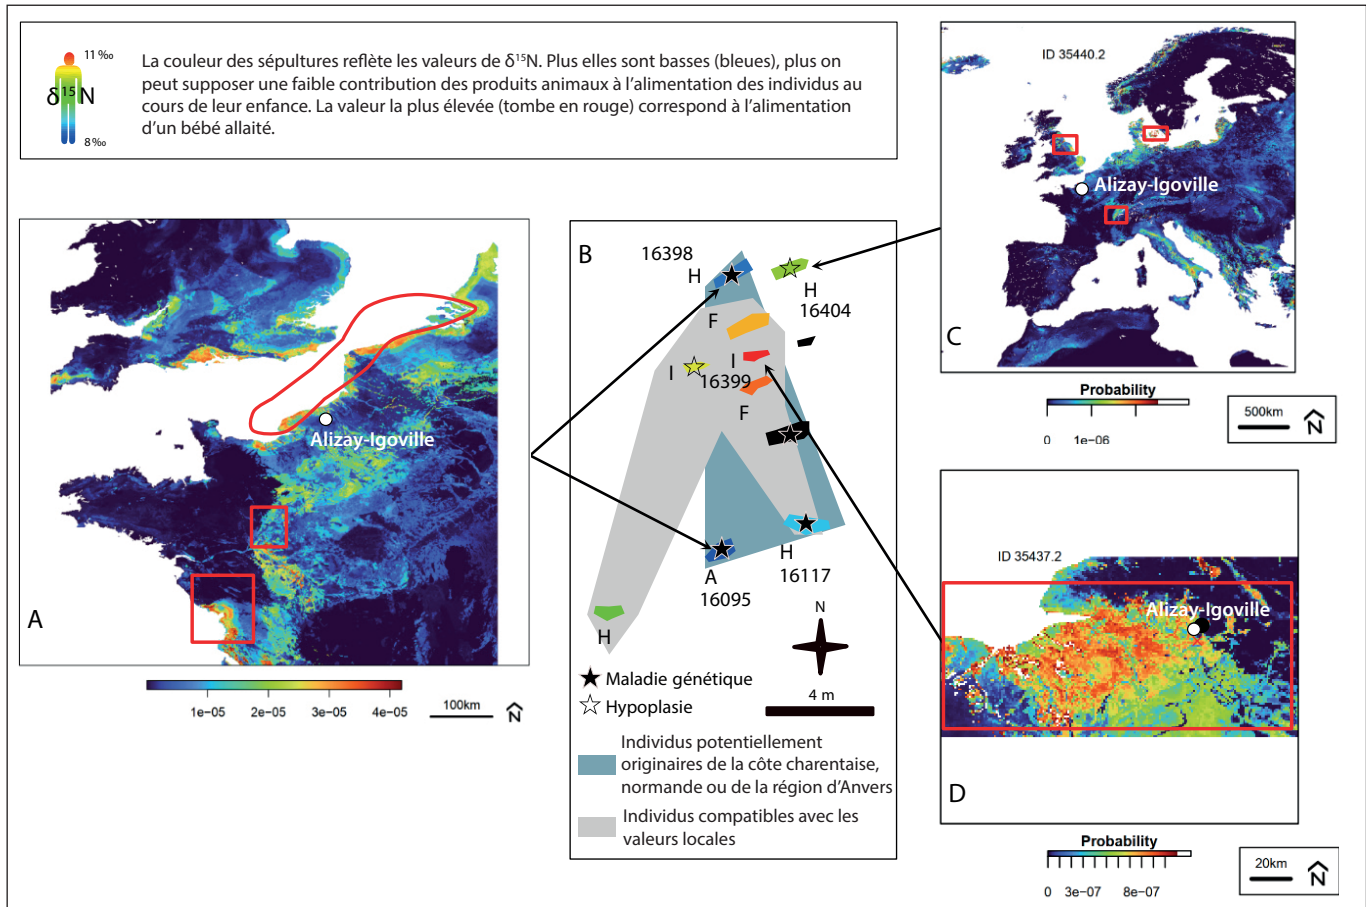 11 ‰
δ¹⁵N
8 ‰
La couleur des sépultures reflète les valeurs de δ¹⁵N. Plus elles sont basses (bleues), plus on
peut supposer une faible contribution des produits animaux à l’alimentation des individus au
cours de leur enfance. La valeur la plus élevée (tombe en rouge) correspond à l’alimentation
d’un bébé allaité.
Alizay-Igoville
A
1e−05 2e−05 3e−05 4e−05
100km
N
B
16398
H
H
16404
F
I
I
16399
F
A
16095
H
16117
H
N
4 m
Maladie génétique
Hypoplasie
Individus potentiellement
originaires de la côte charentaise,
normande ou de la région d’Anvers
Individus compatibles avec les
valeurs locales
ID 35440.2
Alizay-Igoville
C
Probability
0 1e−06
500km
N
ID 35437.2
Alizay-Igoville
D
Probability
0 3e−07 8e−07
20km
N